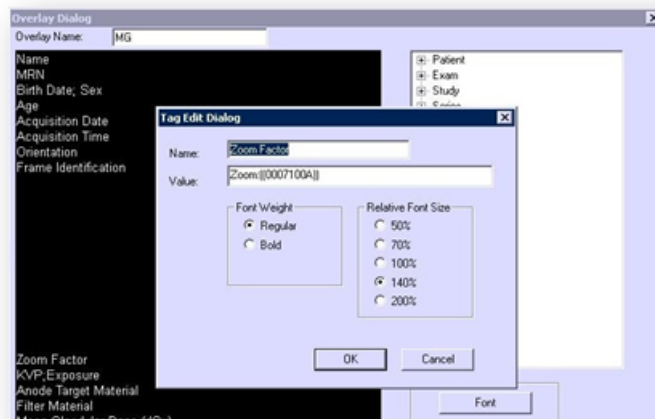 Overlay Dialog
Overlay Name: MG
Name
MRN
Birth Date; Sex
Age
Acquisition Date
Acquisition Time
Orientation
Frame Identification
Zoom Factor
KVP;Exposure
Anode Target Material
Filter Material
Patient
Exam
Study
Series
Tag Edit Dialog
Name: Zoom Factor
Value: Zoom:||0007100A||
Font Weight
Regular
Bold
Relative Font Size
50%
70%
100%
140%
200%
OK
Cancel
Font